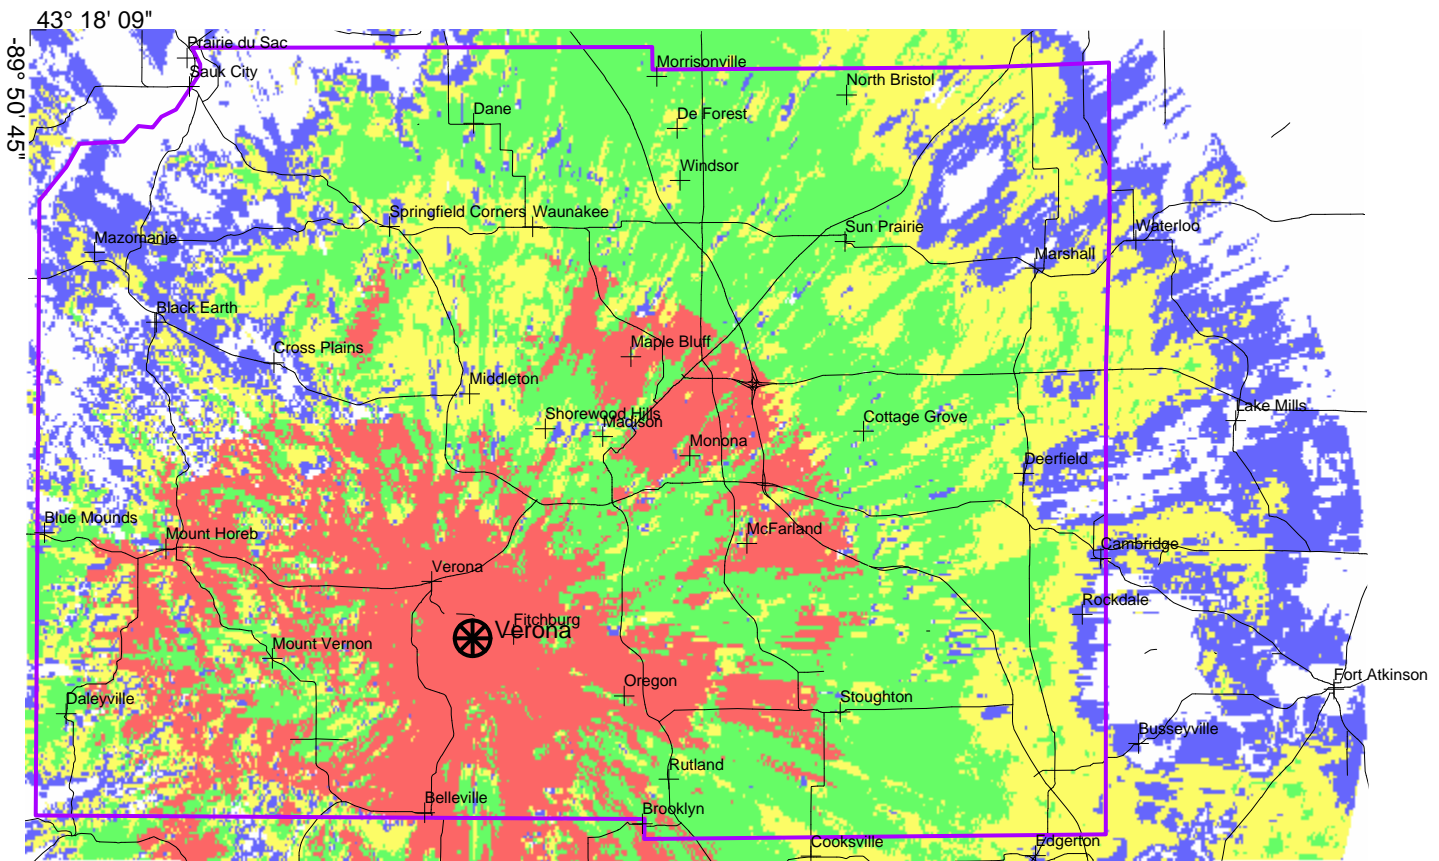 43° 18' 09"
-89° 50' 45"
Prairie du Sac
Sauk City
Morrisonville
North Bristol
Dane
De Forest
Windsor
Springfield Corners
Waunakee
Sun Prairie
Waterloo
Mazomanie
Marshall
Black Earth
Cross Plains
Maple Bluff
Middleton
Shorewood Hills
Madison
Cottage Grove
Lake Mills
Monona
Deerfield
Blue Mounds
Mount Horeb
McFarland
Cambridge
Verona
Rockdale
Fitchburg
Verona
Mount Vernon
Oregon
Fort Atkinson
Daleyville
Stoughton
Busseyville
Rutland
Belleville
Brooklyn
Cooksville
Edgerton